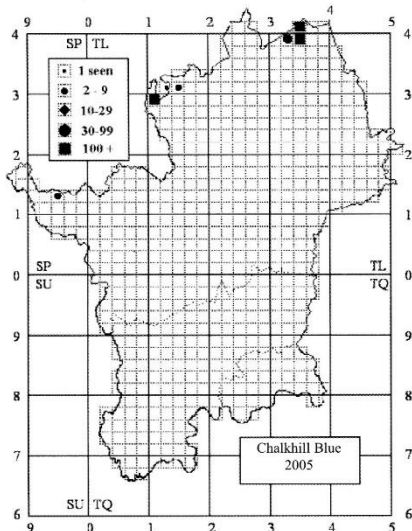 9 0 1 2 3 4 5
4 SP TL 4
1 seen
2 - 9
10-29
30-99
100 +
3 3
2 2
1 1
0 SP TL 0
SU TQ
9 9
8 8
7 7
Chalkhill Blue
2005
6 SU TQ 6
9 0 1 2 3 4 5